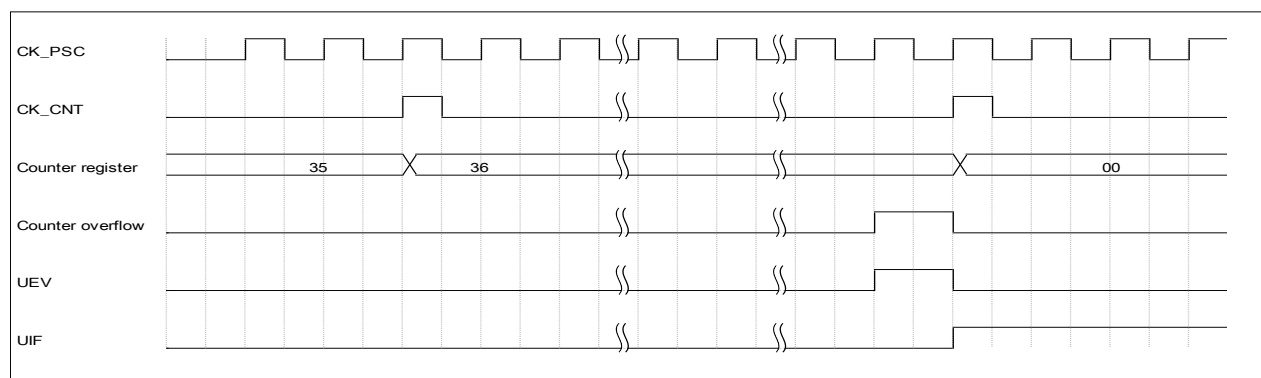 CK_PSC
CK_CNT
Counter register 35 36 00
Counter overflow
UEV
UIF